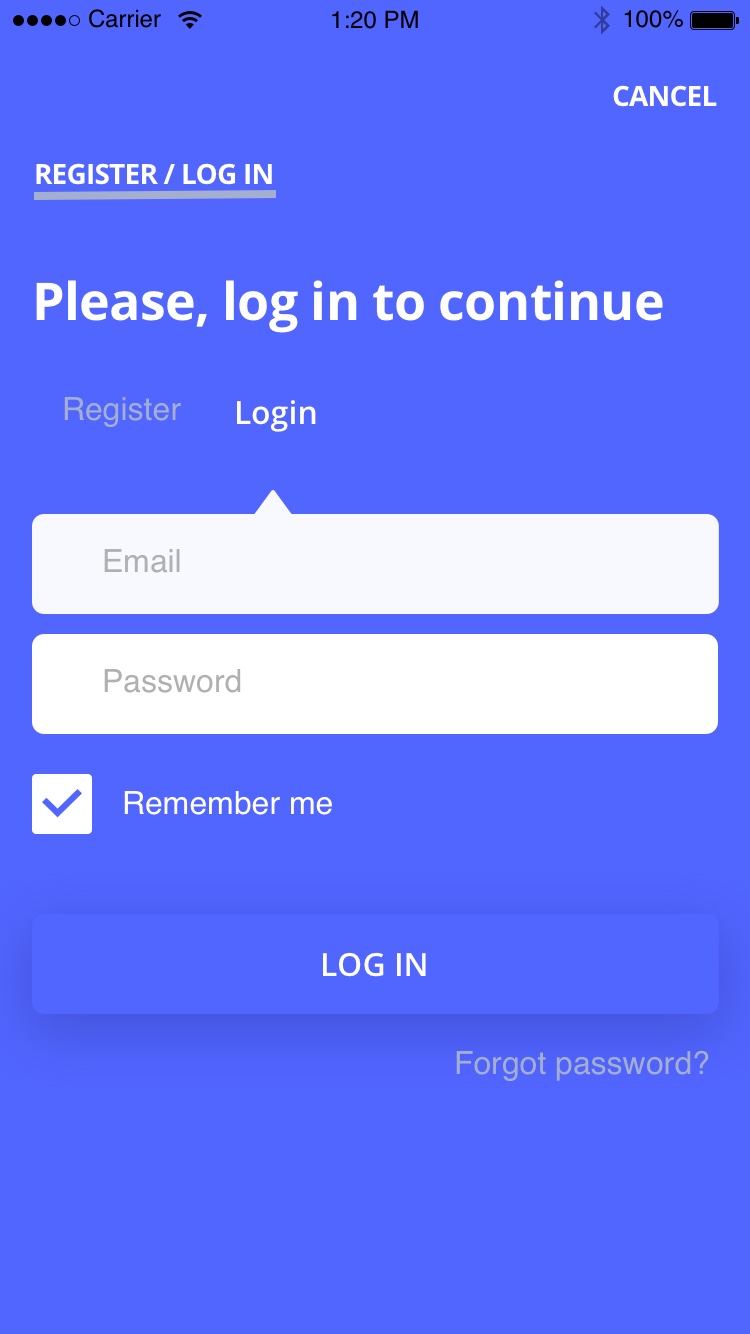 Carrier 1:20 PM 100%
CANCEL
REGISTER / LOG IN
Please, log in to continue
Register Login
Email
Password
Remember me
LOG IN
Forgot password?